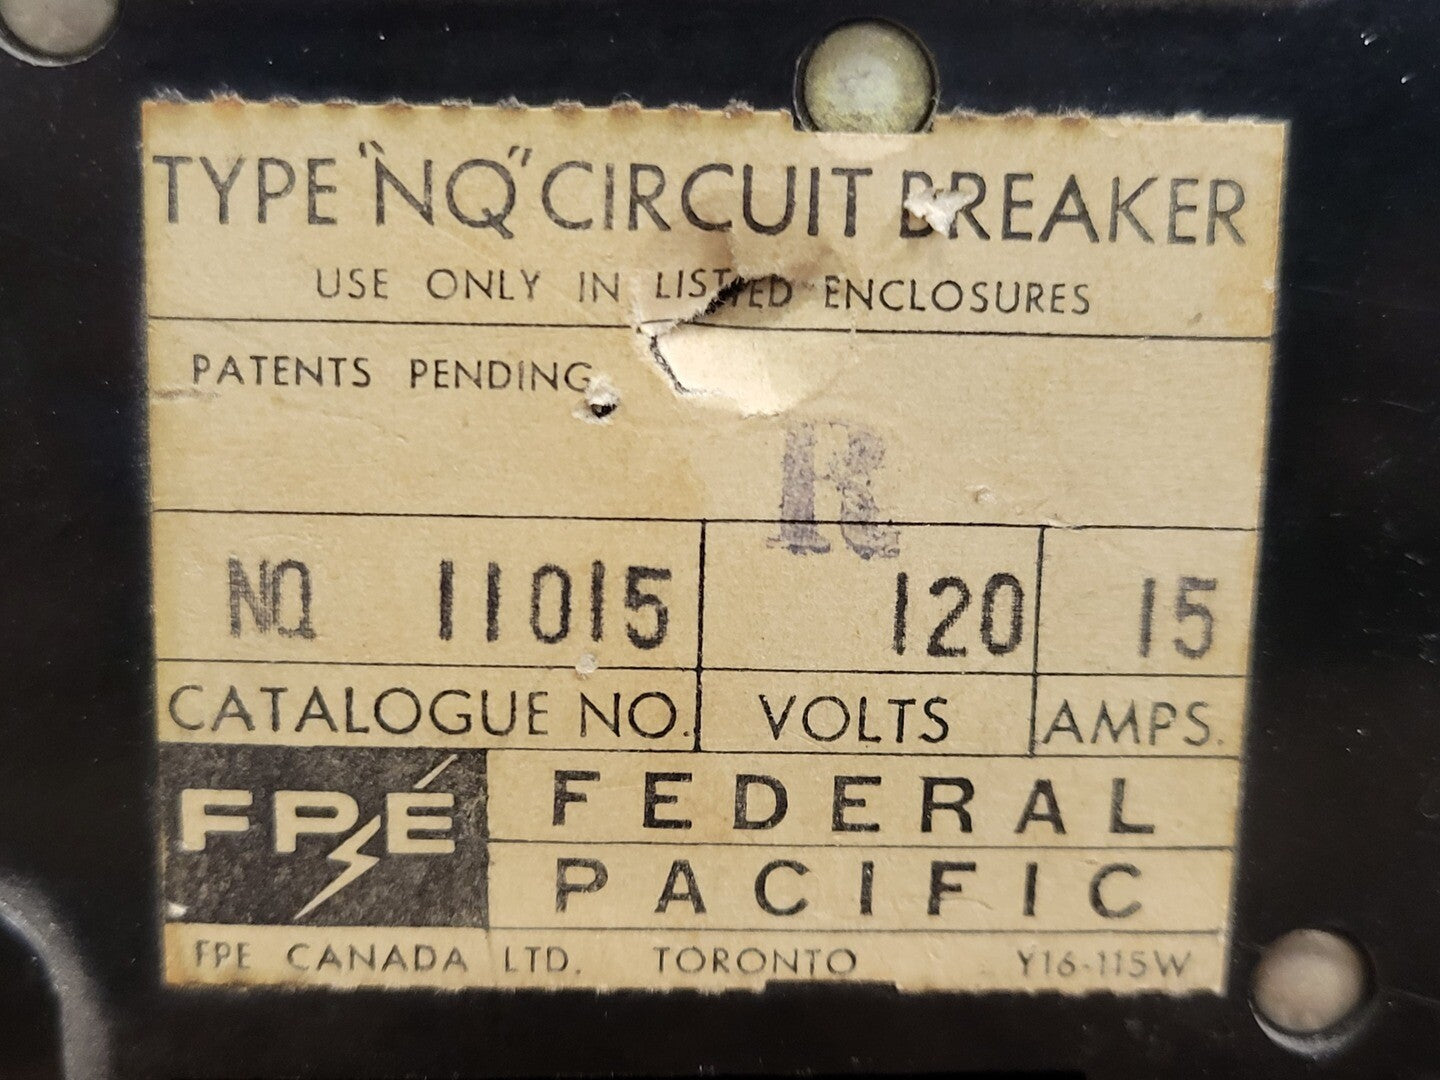 TYPE "NQ" CIRCUIT BREAKER
USE ONLY IN LISTED ENCLOSURES
PATENTS PENDING
R
NQ 11015 120 15
CATALOGUE NO. VOLTS AMPS.
FPÉ FEDERAL
PACIFIC
FPE CANADA LTD. TORONTO Y16-115W